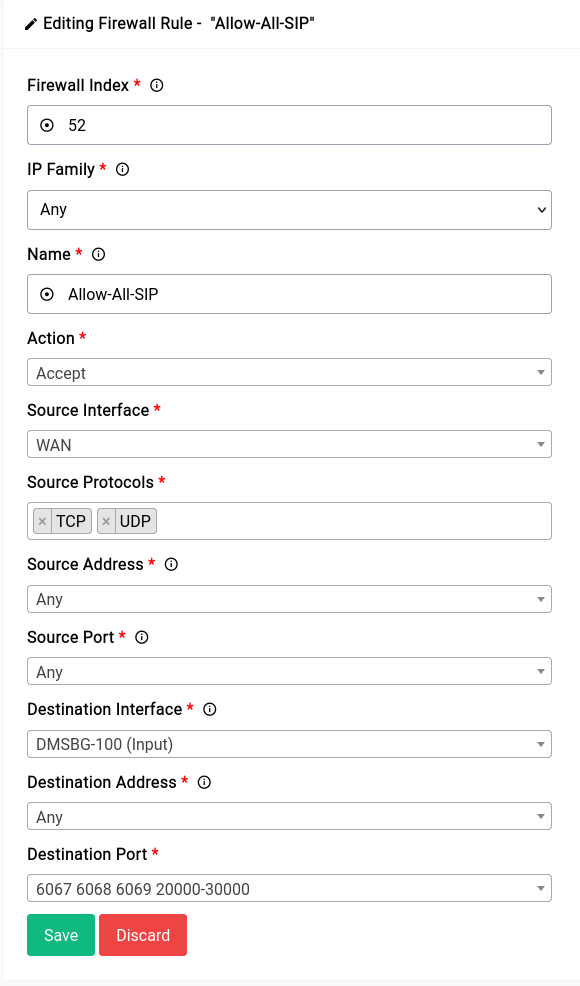 Editing Firewall Rule - "Allow-All-SIP"
Firewall Index *
52
IP Family *
Any
Name *
Allow-All-SIP
Action *
Accept
Source Interface *
WAN
Source Protocols *
× TCP × UDP
Source Address *
Any
Source Port *
Any
Destination Interface *
DMSBG-100 (Input)
Destination Address *
Any
Destination Port *
6067 6068 6069 20000-30000
Save Discard